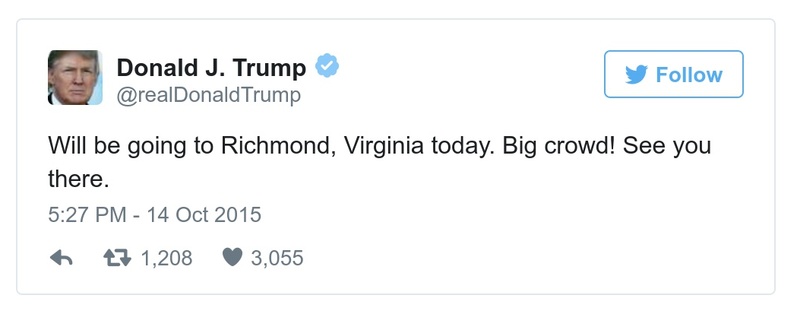 Donald J. Trump
@realDonaldTrump
Follow
Will be going to Richmond, Virginia today. Big crowd! See you
there.
5:27 PM - 14 Oct 2015
1,208 3,055